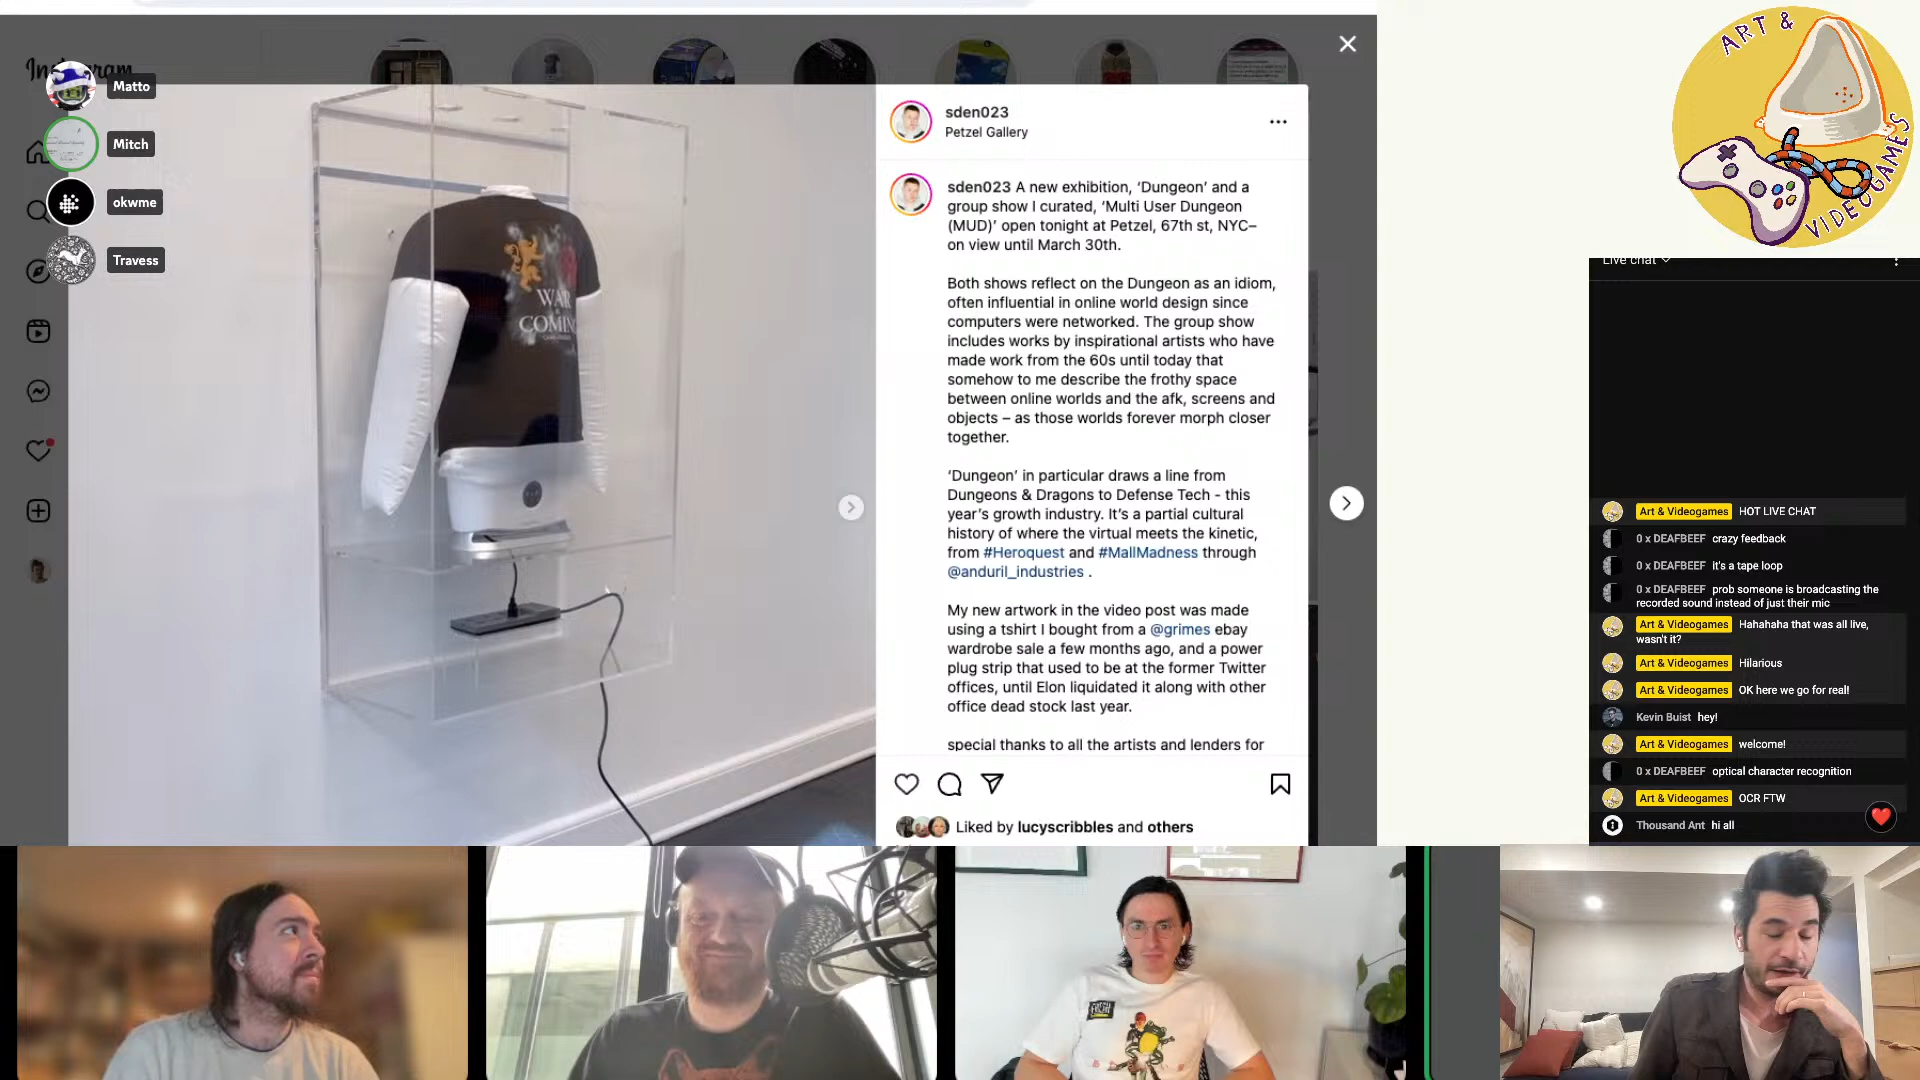 Instagram
Matto
Mitch
okwme
Travess
WAR
COMING
sden023
Petzel Gallery
sden023 A new exhibition, ‘Dungeon’ and a
group show I curated, ‘Multi User Dungeon
(MUD)’ open tonight at Petzel, 67th st, NYC–
on view until March 30th.
Both shows reflect on the Dungeon as an idiom,
often influential in online world design since
computers were networked. The group show
includes works by inspirational artists who have
made work from the 60s until today that
somehow to me describe the frothy space
between online worlds and the afk, screens and
objects – as those worlds forever morph closer
together.
‘Dungeon’ in particular draws a line from
Dungeons & Dragons to Defense Tech - this
year’s growth industry. It’s a partial cultural
history of where the virtual meets the kinetic,
from #Heroquest and #MallMadness through
@anduril_industries .
My new artwork in the video post was made
using a tshirt I bought from a @grimes ebay
wardrobe sale a few months ago, and a power
plug strip that used to be at the former Twitter
offices, until Elon liquidated it along with other
office dead stock last year.
special thanks to all the artists and lenders for
Liked by lucyscribbles and others
ART &
VIDEOGAMES
Live chat
Art & Videogames HOT LIVE CHAT
0 x DEAFBEEF crazy feedback
0 x DEAFBEEF it's a tape loop
0 x DEAFBEEF prob someone is broadcasting the
recorded sound instead of just their mic
Art & Videogames Hahahaha that was all live,
wasn't it?
Art & Videogames Hilarious
Art & Videogames OK here we go for real!
Kevin Buist hey!
Art & Videogames welcome!
0 x DEAFBEEF optical character recognition
Art & Videogames OCR FTW
Thousand Ant hi all